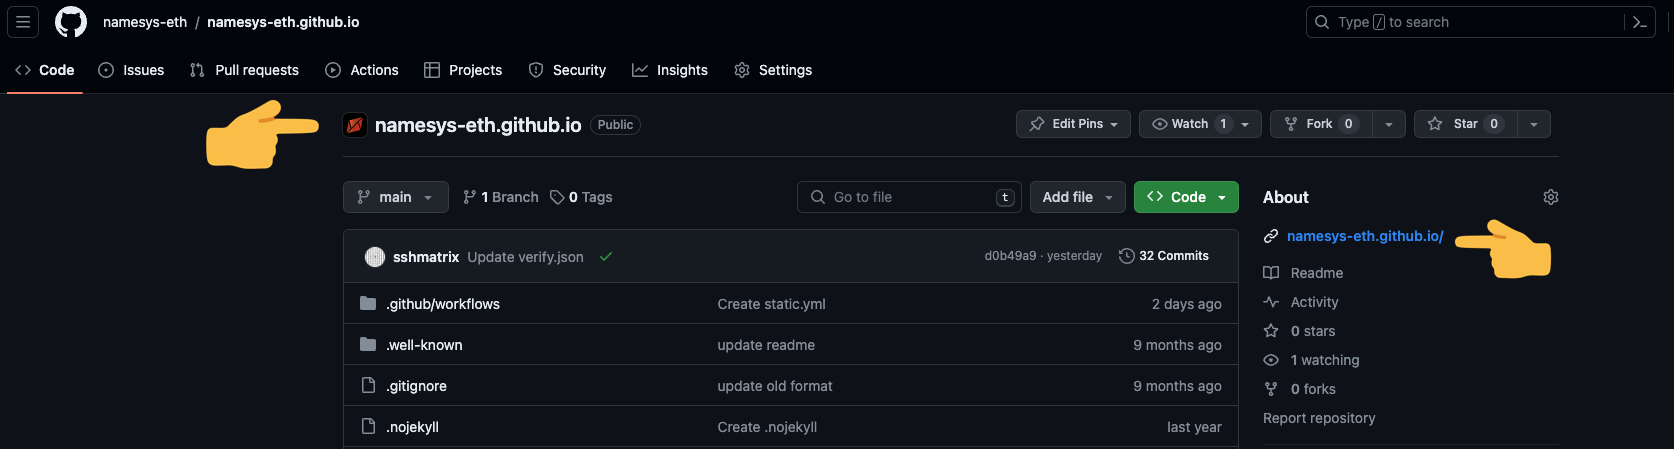 namesys-eth / namesys-eth.github.io
Type / to search
Code Issues Pull requests Actions Projects Security Insights Settings
namesys-eth.github.io Public
Edit Pins Watch 1 Fork 0 Star 0
main 1 Branch 0 Tags Go to file t Add file Code
sshmatrix Update verify.json d0b49a9 · yesterday 32 Commits
.github/workflows Create static.yml 2 days ago
.well-known update readme 9 months ago
.gitignore update old format 9 months ago
.nojekyll Create .nojekyll last year
About
namesys-eth.github.io/
Readme
Activity
0 stars
1 watching
0 forks
Report repository